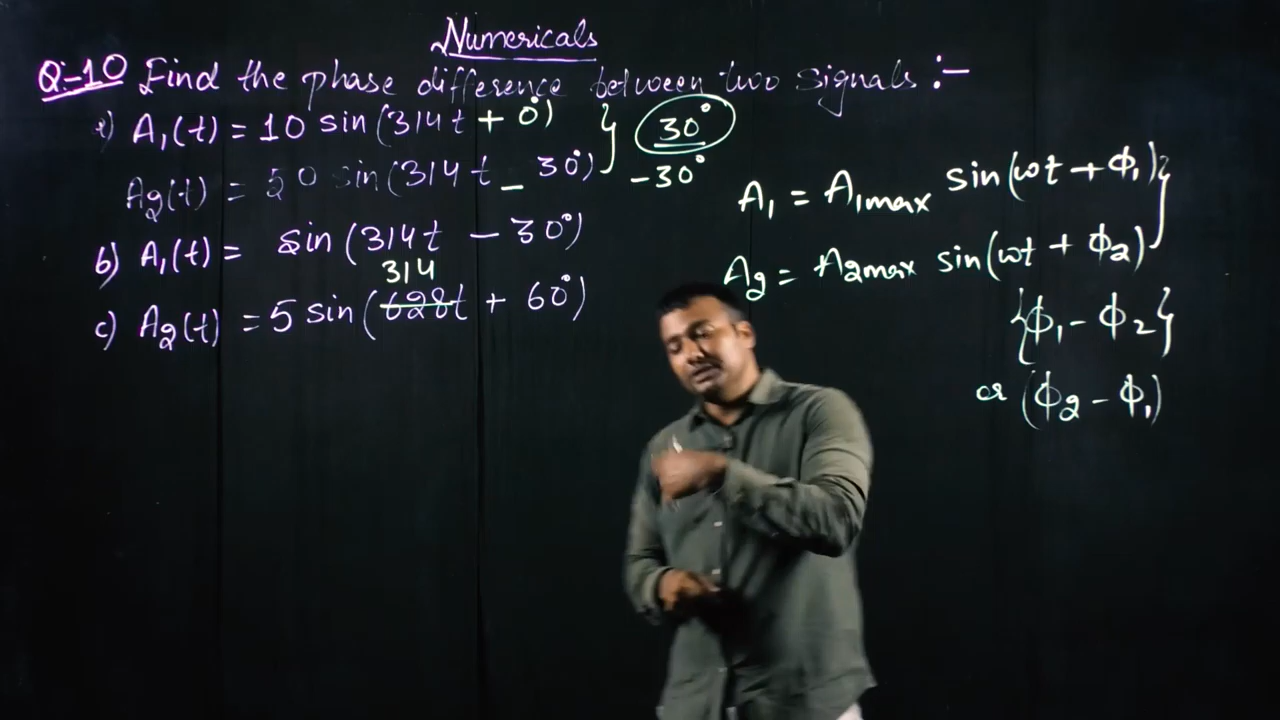 Numericals
Q-10 Find the phase difference between two signals :-
A₁(t) = 10 sin(314t + 0°) } 30°
A₂(t) = 50 sin(314t - 30°) -30°
b) A₁(t) = sin(314t - 30°)
314
c) A₂(t) = 5 sin(628t + 60°)
A₁ = A₁max sin(ωt + ϕ₁) }
A₂ = A₂max sin(ωt + ϕ₂)
{ϕ₁ - ϕ₂}
or (ϕ₂ - ϕ₁)